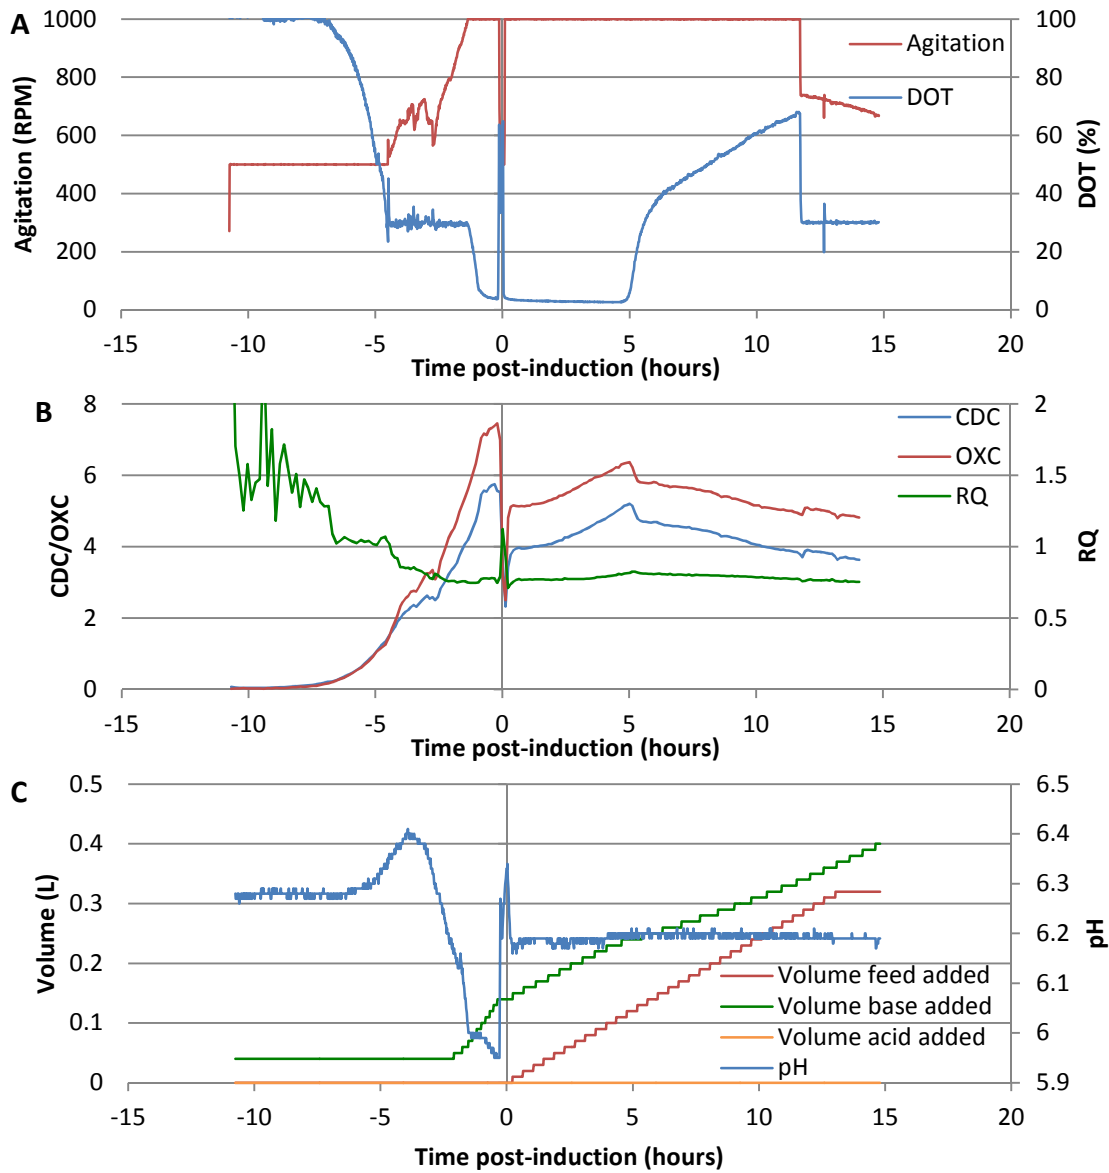 A
1000
800
600
400
200
0
Agitation (RPM)
100
80
60
40
20
0
DOT (%)
Agitation
DOT
-15 -10 -5 0 5 10 15 20
Time post-induction (hours)
B
8
6
4
2
0
CDC/OXC
2
1.5
1
0.5
0
RQ
CDC
OXC
RQ
-15 -10 -5 0 5 10 15 20
Time post-induction (hours)
C
0.5
0.4
0.3
0.2
0.1
0
Volume (L)
6.5
6.4
6.3
6.2
6.1
6
5.9
pH
Volume feed added
Volume base added
Volume acid added
pH
-15 -10 -5 0 5 10 15 20
Time post-induction (hours)